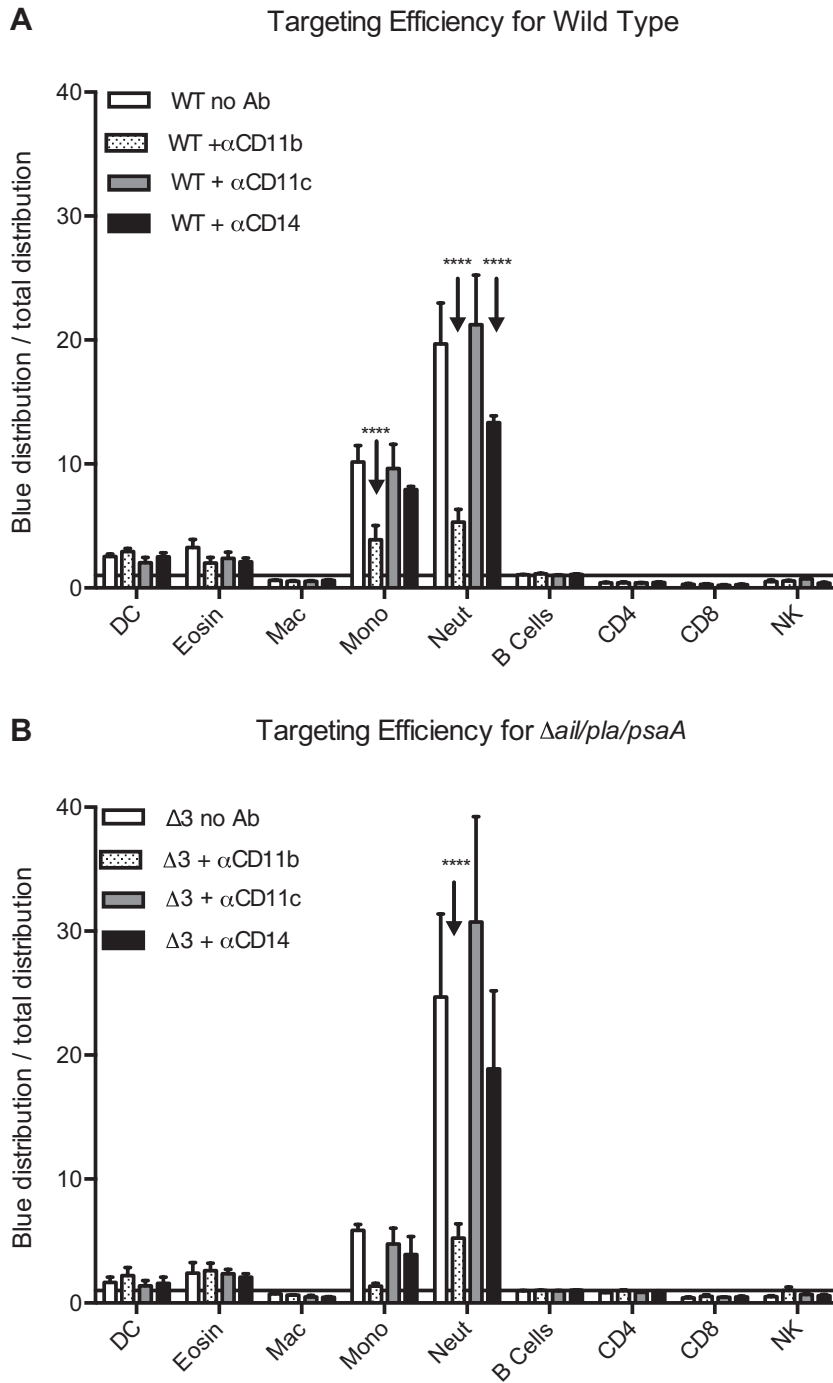 A
Targeting Efficiency for Wild Type
Blue distribution / total distribution
40
30
20
10
0
WT no Ab
WT +αCD11b
WT + αCD11c
WT + αCD14
****
**** ****
DC Eosin Mac Mono Neut B Cells CD4 CD8 NK
B
Targeting Efficiency for Δail/pla/psaA
Blue distribution / total distribution
40
30
20
10
0
Δ3 no Ab
Δ3 + αCD11b
Δ3 + αCD11c
Δ3 + αCD14
****
DC Eosin Mac Mono Neut B Cells CD4 CD8 NK